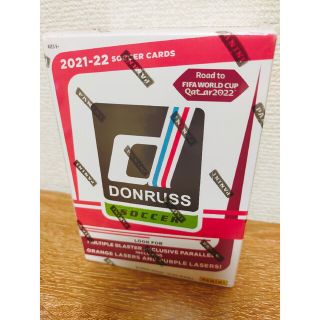 2021-22 SOCCER CARDS
Road to
FIFA WORLD CUP
Qatar2022
DONRUSS
SOCCER
LOOK FOR
MULTIPLE BLASTER EXCLUSIVE PARALLELS
ORANGE LASERS AND PURPLE LASERS!
PANINI